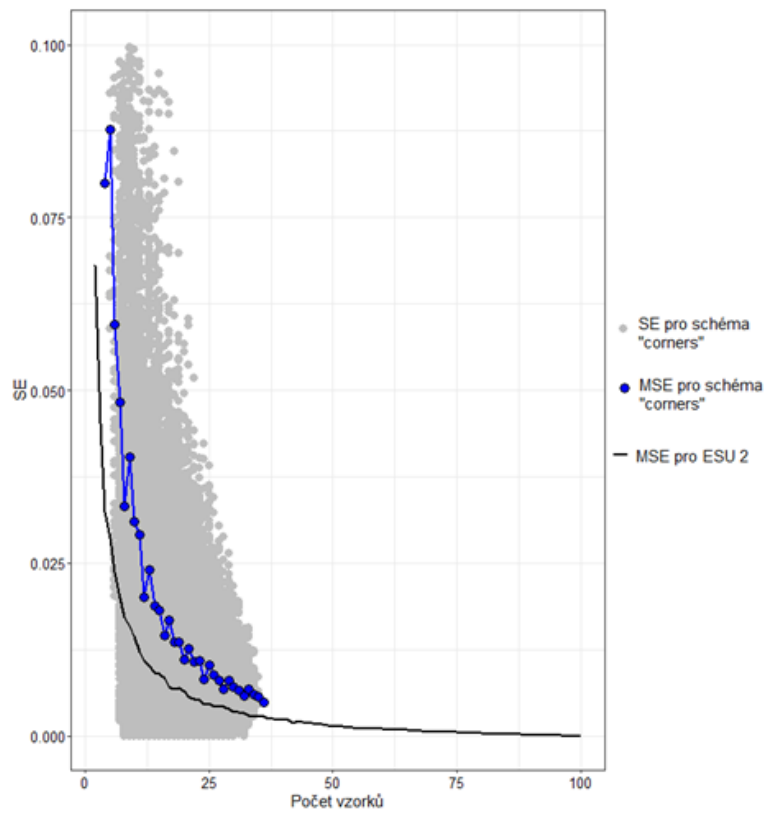 0.100
0.075
0.050
0.025
0.000
SE
0
25
50
75
100
Počet vzorků
SE pro schéma
"corners"
MSE pro schéma
"corners"
MSE pro ESU 2